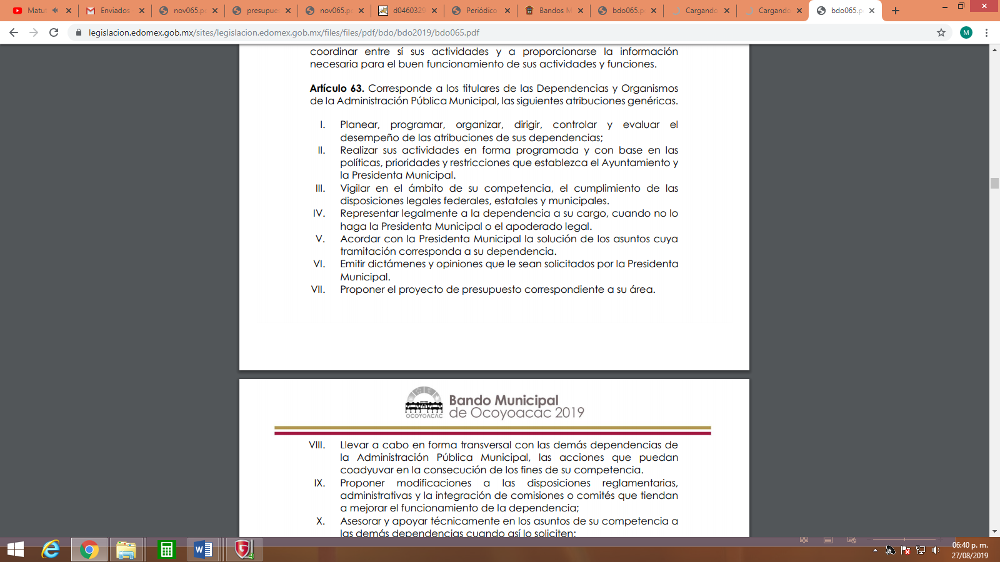 Matu
Enviados
nov065.p
presupue
nov065.p
d0460329
Periódico
Bandos M
bdo065.p
Cargando
Cargando
bdo065.p
legislacion.edomex.gob.mx/sites/legislacion.edomex.gob.mx/files/files/pdf/bdo/bdo2019/bdo065.pdf
M
coordinar entre sí sus actividades y a proporcionarse la información
necesaria para el buen funcionamiento de sus actividades y funciones.
Artículo 63. Corresponde a los titulares de las Dependencias y Organismos
de la Administración Pública Municipal, las siguientes atribuciones genéricas.
I. Planear, programar, organizar, dirigir, controlar y evaluar el
desempeño de las atribuciones de sus dependencias;
II. Realizar sus actividades en forma programada y con base en las
políticas, prioridades y restricciones que establezca el Ayuntamiento y
la Presidenta Municipal.
III. Vigilar en el ámbito de su competencia, el cumplimiento de las
disposiciones legales federales, estatales y municipales.
IV. Representar legalmente a la dependencia a su cargo, cuando no lo
haga la Presidenta Municipal o el apoderado legal.
V. Acordar con la Presidenta Municipal la solución de los asuntos cuya
tramitación corresponda a su dependencia.
VI. Emitir dictámenes y opiniones que le sean solicitados por la Presidenta
Municipal.
VII. Proponer el proyecto de presupuesto correspondiente a su área.
OCOYOACAC
Bando Municipal
de Ocoyoacac 2019
VIII. Llevar a cabo en forma transversal con las demás dependencias de
la Administración Pública Municipal, las acciones que puedan
coadyuvar en la consecución de los fines de su competencia.
IX. Proponer modificaciones a las disposiciones reglamentarias,
administrativas y la integración de comisiones o comités que tiendan
a mejorar el funcionamiento de la dependencia;
X. Asesorar y apoyar técnicamente en los asuntos de su competencia a
las demás dependencias cuando así lo soliciten;
06:40 p. m.
27/08/2019